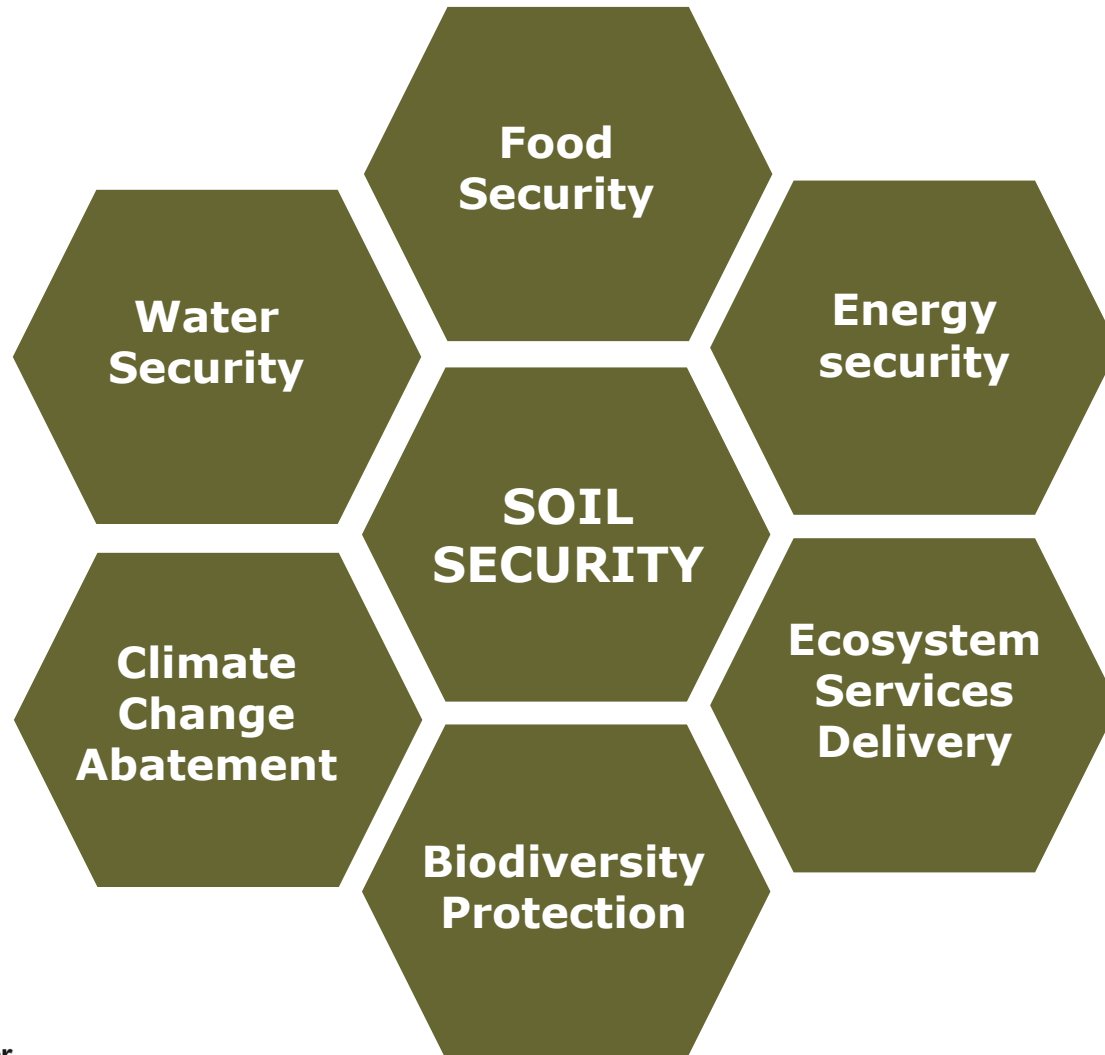 Food
Security
Water
Security
Energy
security
SOIL
SECURITY
Climate
Change
Abatement
Ecosystem
Services
Delivery
Biodiversity
Protection